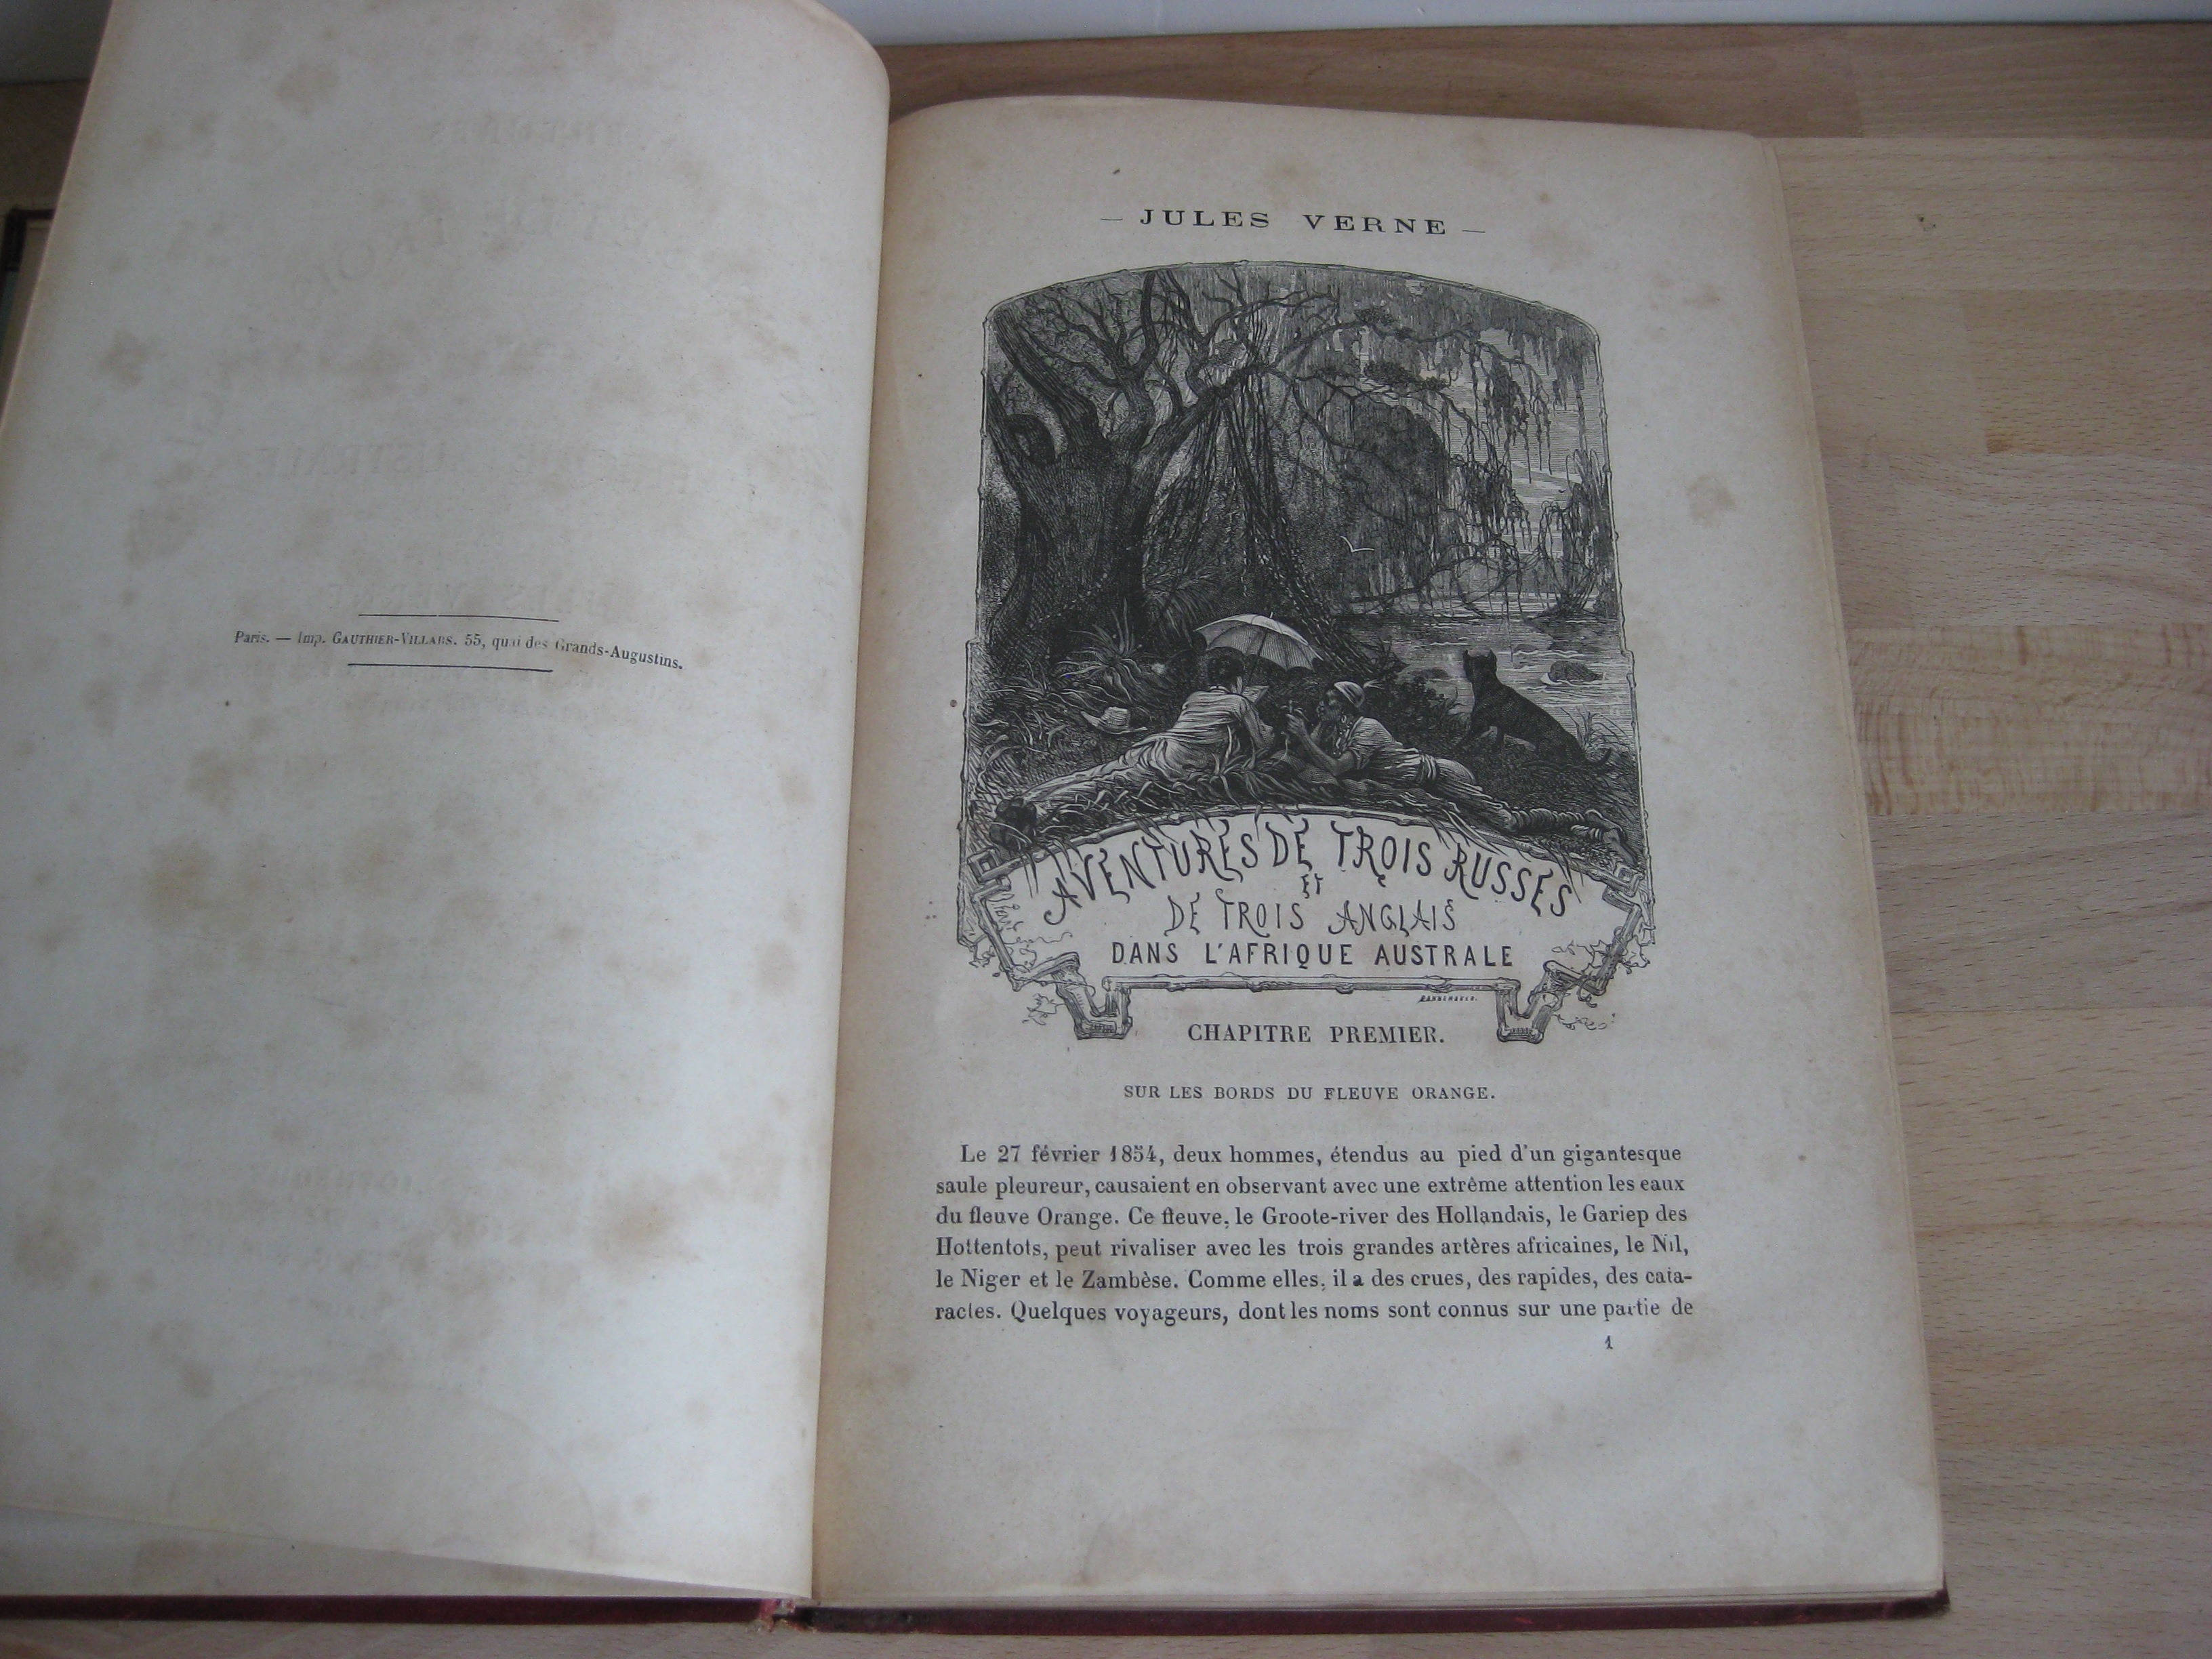 Paris. — Imp. GAUTHIER-VILLARS. 55, quai des Grands-Augustins.
— JULES VERNE —
AVENTURES DE TROIS RUSSES
ET
DE TROIS ANGLAIS
DANS L'AFRIQUE AUSTRALE
CHAPITRE PREMIER.
SUR LES BORDS DU FLEUVE ORANGE.
Le 27 février 1854, deux hommes, étendus au pied d'un gigantesque
saule pleureur, causaient en observant avec une extrême attention les eaux
du fleuve Orange. Ce fleuve, le Groote-river des Hollandais, le Gariep des
Hottentots, peut rivaliser avec les trois grandes artères africaines, le Nil,
le Niger et le Zambèse. Comme elles, il a des crues, des rapides, des cata-
ractes. Quelques voyageurs, dont les noms sont connus sur une partie de
1